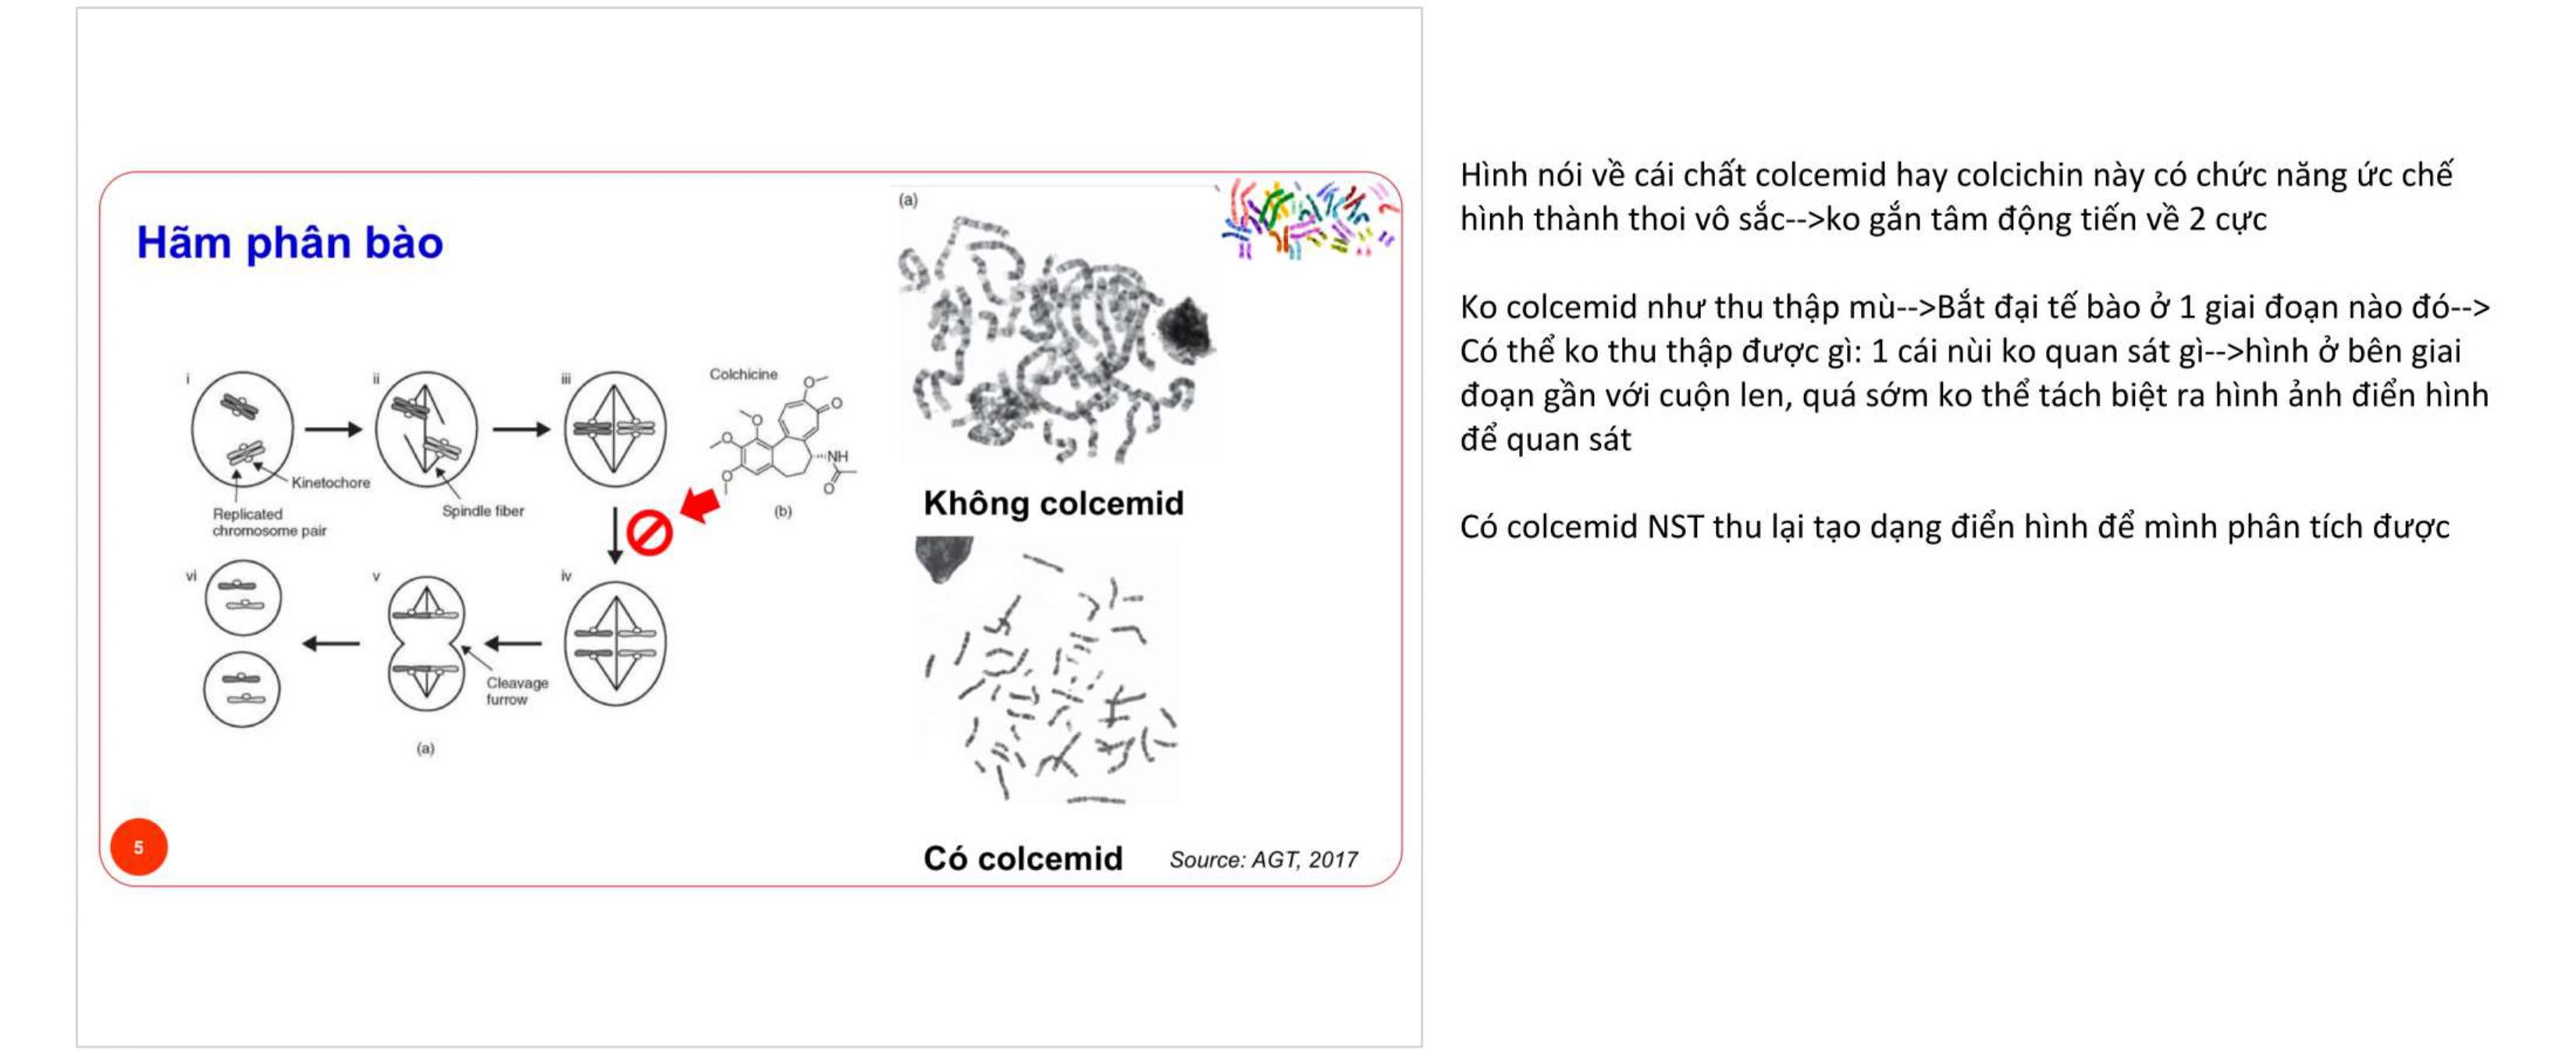 Hãm phân bào
i
ii
iii
Kinetochore
Replicated
chromosome pair
Spindle fiber
Colchicine
O
O
O
O
O
NH
O
(b)
vi
v
iv
Cleavage
furrow
(a)
(a)
Không colcemid
Có colcemid
Source: AGT, 2017
5
Hình nói về cái chất colcemid hay colcichin này có chức năng ức chế
hình thành thoi vô sắc-->ko gắn tâm động tiến về 2 cực
Ko colcemid như thu thập mù-->Bắt đại tế bào ở 1 giai đoạn nào đó-->
Có thể ko thu thập được gì: 1 cái nùi ko quan sát gì-->hình ở bên giai
đoạn gần với cuộn len, quá sớm ko thể tách biệt ra hình ảnh điển hình
để quan sát
Có colcemid NST thu lại tạo dạng điển hình để mình phân tích được